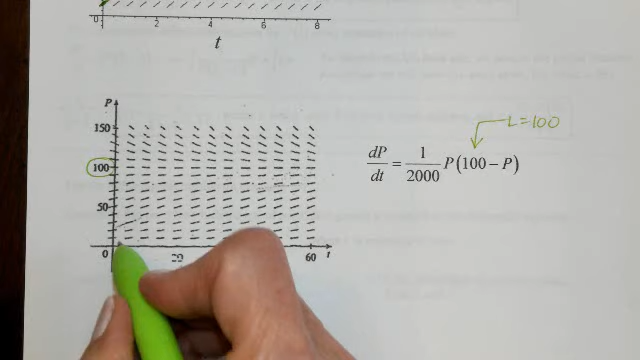 2 4 6 8
t
P
150
100
50
0 20 60 t
L=100
dP/dt = 1/2000 P(100 − P)